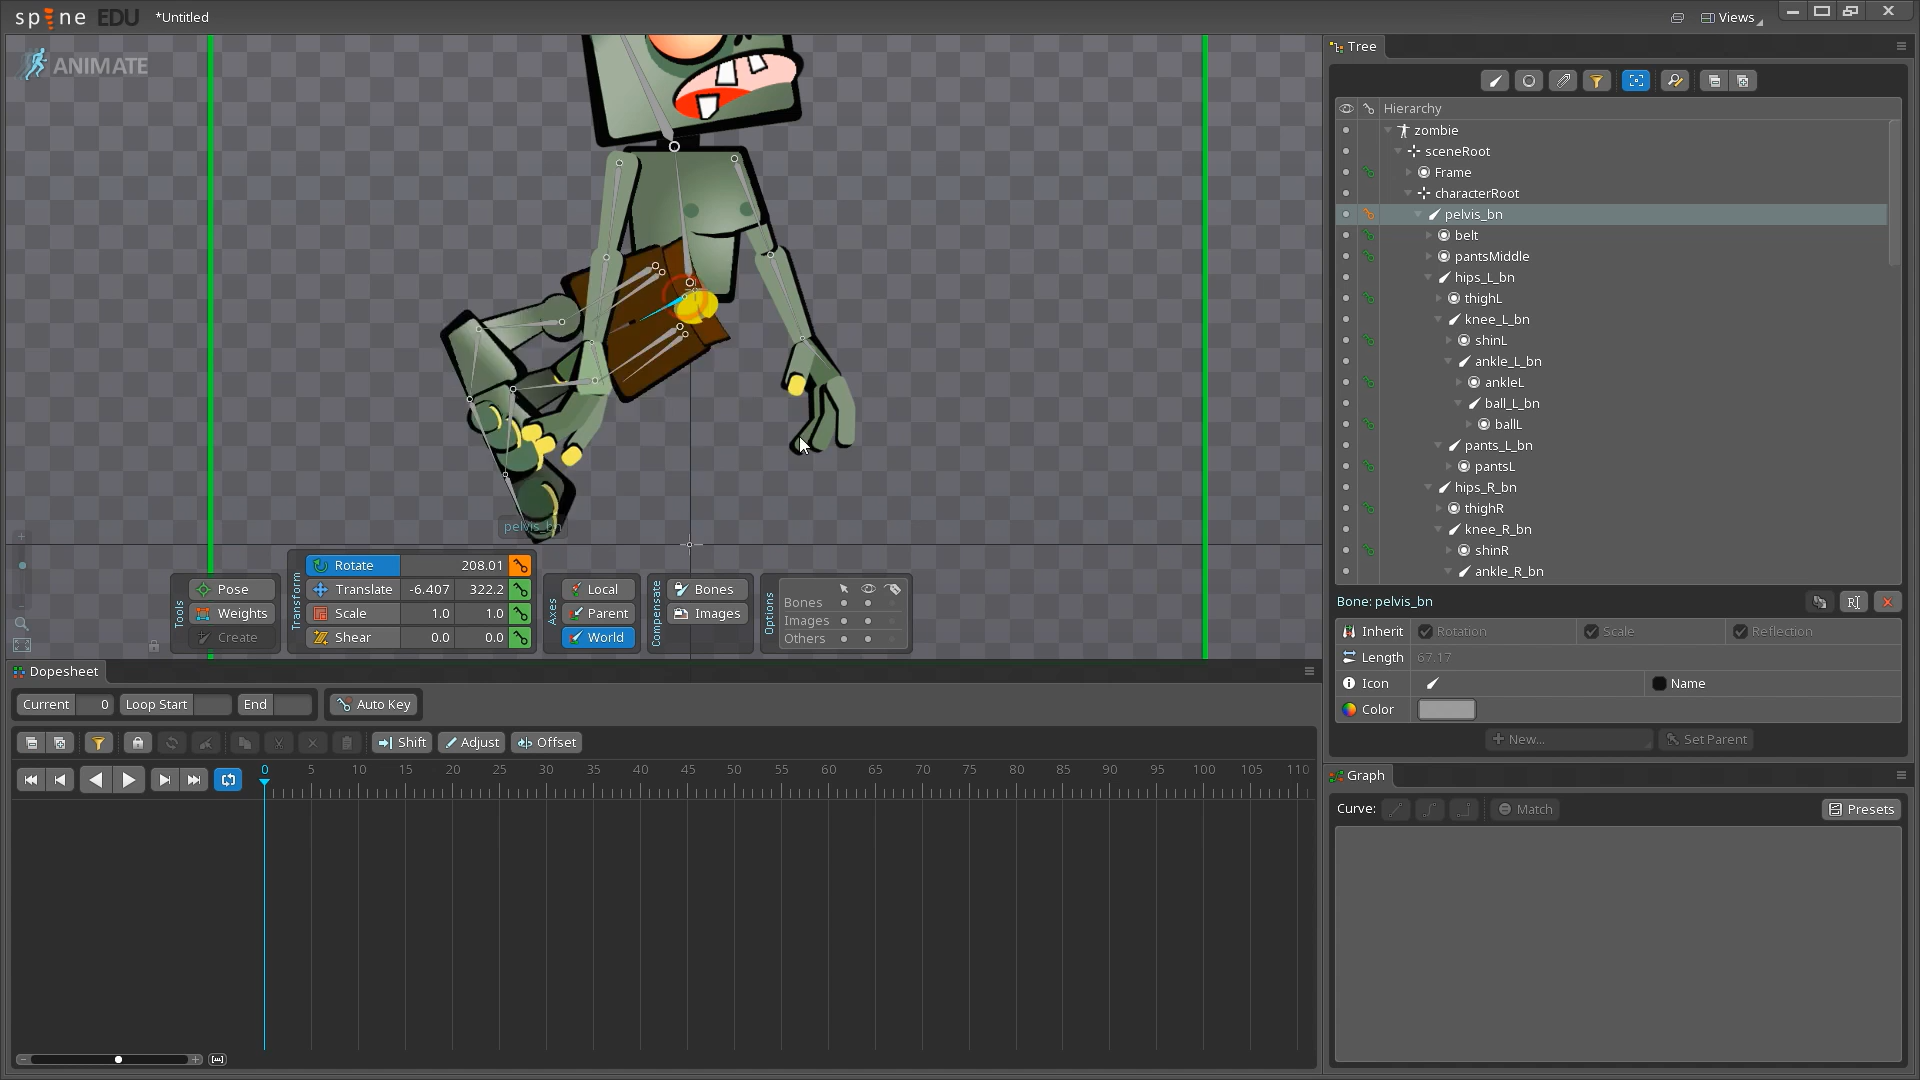 spine EDU *Untitled Views
ANIMATE
Tree
Hierarchy
zombie
sceneRoot
Frame
characterRoot
pelvis_bn
belt
pantsMiddle
hips_L_bn
thighL
knee_L_bn
shinL
ankle_L_bn
ankleL
ball_L_bn
ballL
pants_L_bn
pantsL
hips_R_bn
thighR
knee_R_bn
shinR
ankle_R_bn
pelvis_bn
Tools
Pose
Weights
Create
Transform
Rotate 208.01
Translate -6.407 322.2
Scale 1.0 1.0
Shear 0.0 0.0
Axes
Local
Parent
World
Compensate
Bones
Images
Options
Bones
Images
Others
Bone: pelvis_bn
Inherit Rotation Scale Reflection
Length 67.17
Icon Name
Color
New... Set Parent
Dopesheet
Current 0 Loop Start End Auto Key
Shift Adjust Offset
0 5 10 15 20 25 30 35 40 45 50 55 60 65 70 75 80 85 90 95 100 105 110
Graph
Curve: Match Presets